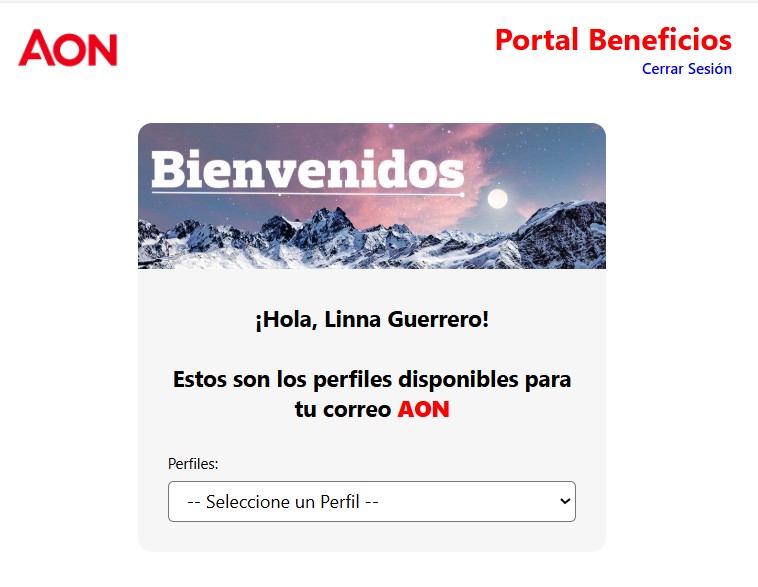 AON
Portal Beneficios
Cerrar Sesión
Bienvenidos
¡Hola, Linna Guerrero!
Estos son los perfiles disponibles para
tu correo AON
Perfiles:
-- Seleccione un Perfil --